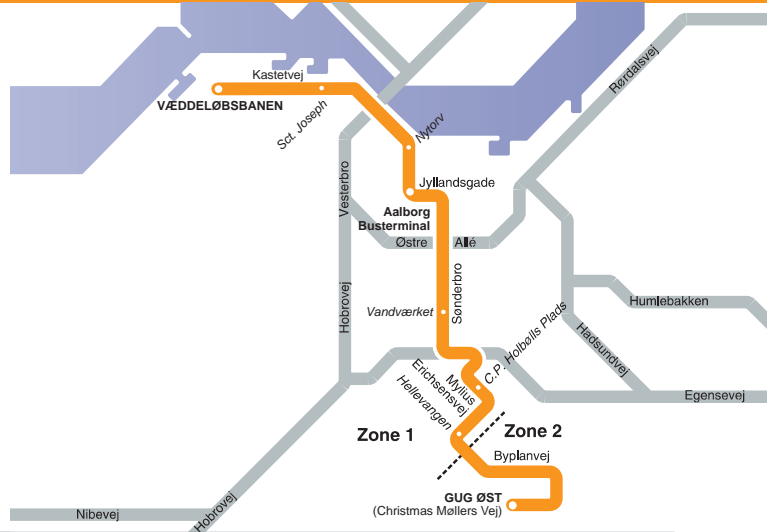 Kastetvej
VÆDDELØBSBANEN
Sct. Joseph
Nytorv
Rørdalsvej
Jyllandsgade
Vesterbro
Aalborg
Busterminal
Østre Allé
Sønderbro
Vandværket
Hobrovej
Humlebakken
C.P. Holbølls Plads
Hadsundvej
Mylius
Erichsensvej
Hellevangen
Egensevej
Zone 1
Zone 2
Byplanvej
GUG ØST
(Christmas Møllers Vej)
Nibevej
Hobrovej